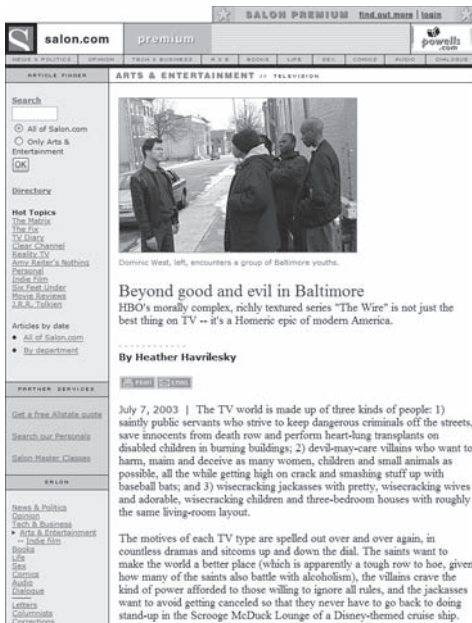 SALON PREMIUM find out more | login
S salon.com premium
powells
.com
NEWS & POLITICS OPINION TECH & BUSINESS A & E BOOKS LIFE SEX COMICS AUDIO DIALOGUE
ARTICLE FINDER
ARTS & ENTERTAINMENT >> TELEVISION
Search
All of Salon.com
Only Arts &
Entertainment
OK
Directory
Hot Topics
The Matrix
The Fix
TV Diary
Clear Channel
Reality TV
Amy Reiter's Nothing
Personal
Indie Film
Six Feet Under
Movie Reviews
J.R.R. Tolkien
Articles by date
All of Salon.com
By department
PARTNER SERVICES
Get a free Allstate quote
Search our Personals
Salon Master Classes
SALON
News & Politics
Opinion
Tech & Business
Arts & Entertainment
-- Indie film
Books
Life
Sex
Comics
Audio
Dialogue
Letters
Columnists
Corrections
Dominic West, left, encounters a group of Baltimore youths.
Beyond good and evil in Baltimore
HBO's morally complex, richly textured series "The Wire" is not just the
best thing on TV -- it's a Homeric epic of modern America.
- - - - - - - - - - - -
By Heather Havrilesky
PRINT EMAIL
July 7, 2003 | The TV world is made up of three kinds of people: 1)
saintly public servants who strive to keep dangerous criminals off the streets,
save innocents from death row and perform heart-lung transplants on
disabled children in burning buildings; 2) devil-may-care villains who want to
harm, maim and deceive as many women, children and small animals as
possible, all the while getting high on crack and smashing stuff up with
baseball bats; and 3) wisecracking jackasses with pretty, wisecracking wives
and adorable, wisecracking children and three-bedroom houses with roughly
the same living-room layout.
The motives of each TV type are spelled out over and over again, in
countless dramas and sitcoms up and down the dial. The saints want to
make the world a better place (which is apparently a tough row to hoe, given
how many of the saints also battle with alcoholism), the villains crave the
kind of power afforded to those willing to ignore all rules, and the jackasses
want to avoid getting canceled so that they never have to go back to doing
stand-up in the Scrooge McDuck Lounge of a Disney-themed cruise ship.